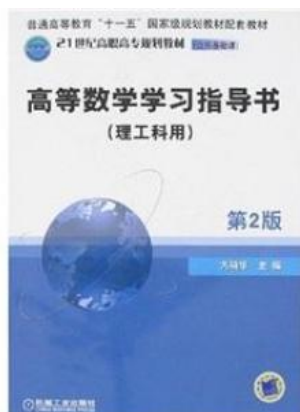 普通高等教育“十一五”国家级规划教材配套教材
21世纪高职高专规划教材
高等数学学习指导书
(理工科用)
第2版
主 编
机械工业出版社